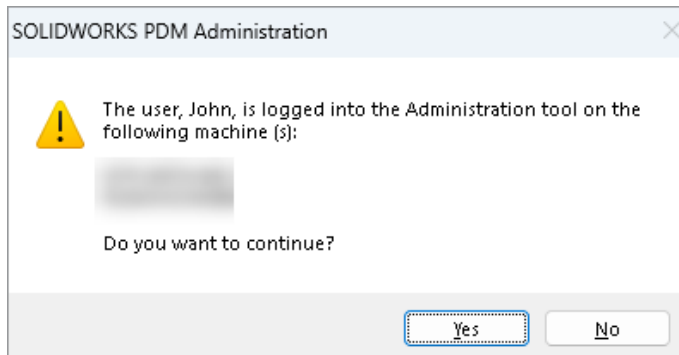 SOLIDWORKS PDM Administration
The user, John, is logged into the Administration tool on the
following machine (s):
Do you want to continue?
Yes
No